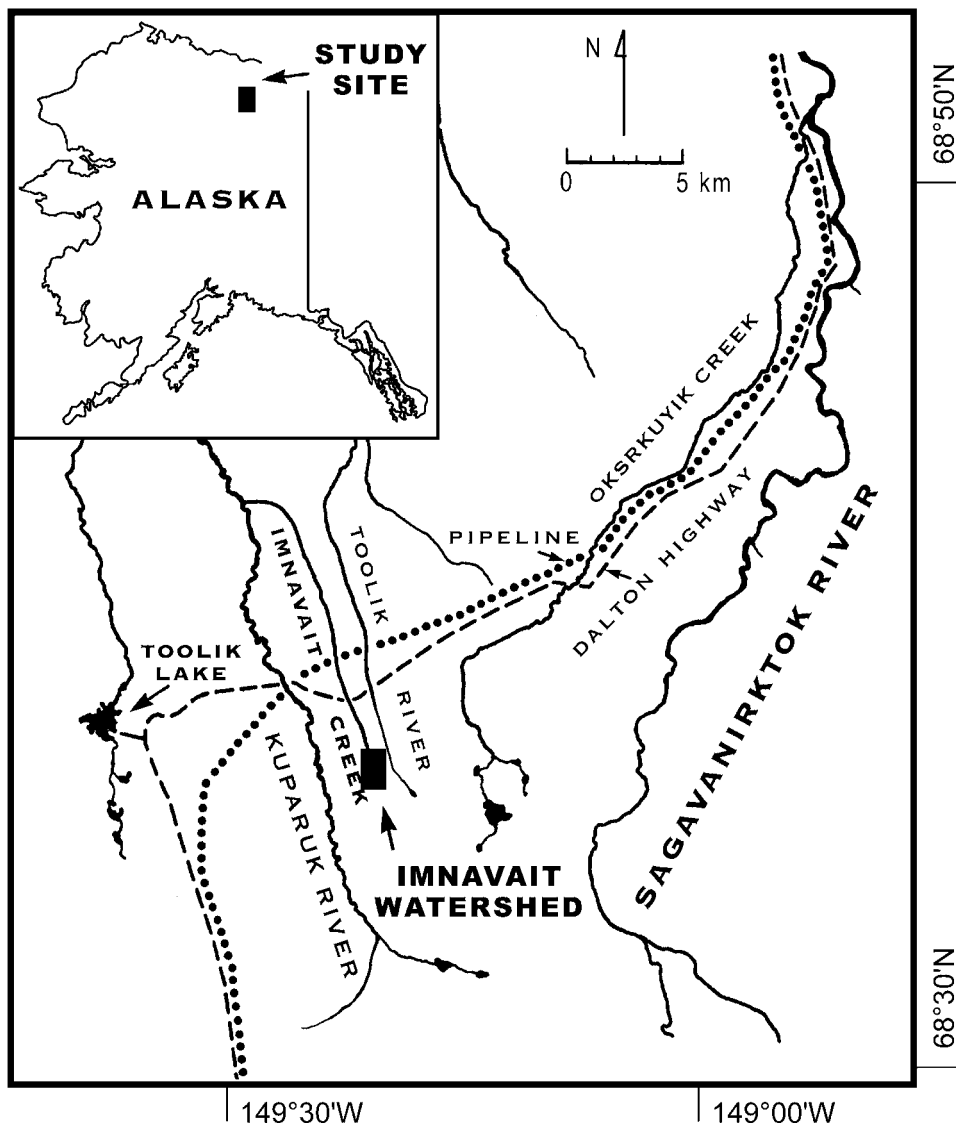 STUDY
SITE
ALASKA
N
0 5 km
68°50'N
OKSRKUYIK CREEK
PIPELINE
DALTON HIGHWAY
TOOLIK
RIVER
IMNAVAIT
CREEK
TOOLIK
LAKE
KUPARUK RIVER
SAGAVANIRKTOK RIVER
IMNAVAIT
WATERSHED
68°30'N
149°30'W
149°00'W